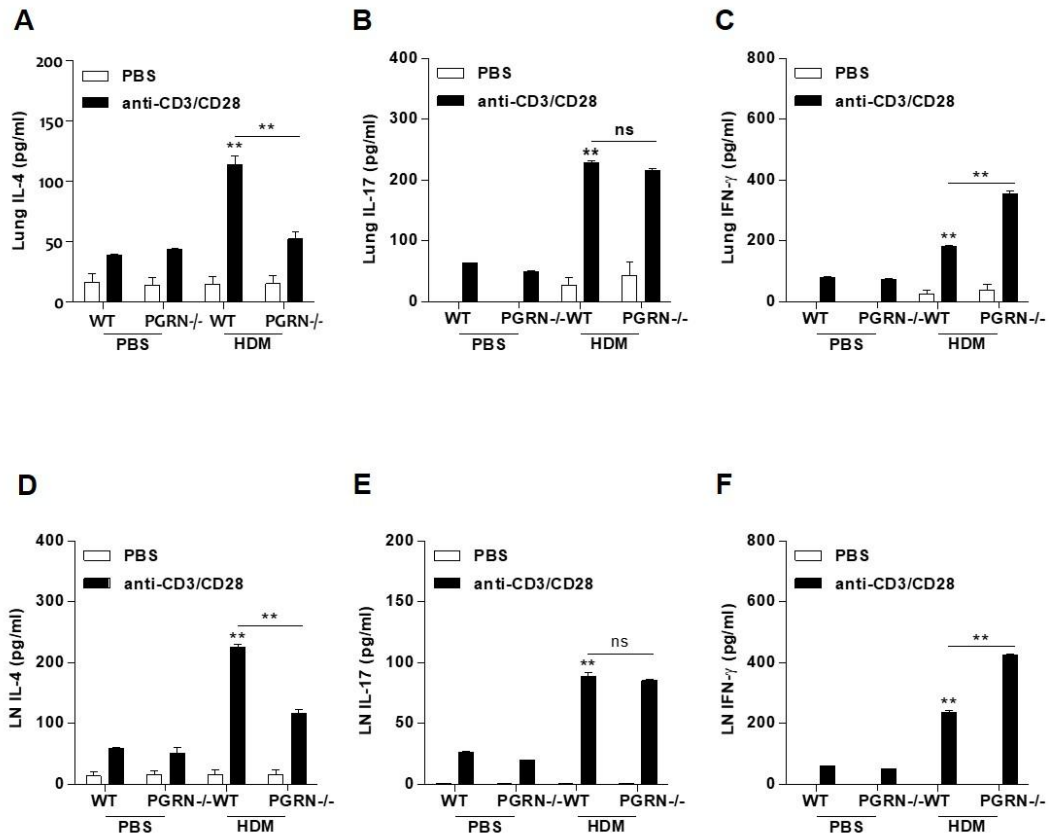 A
Lung IL-4 (pg/ml)
200
150
100
50
0
PBS
anti-CD3/CD28
**
**
WT PGRN-/- WT PGRN-/-
PBS HDM
B
Lung IL-17 (pg/ml)
400
300
200
100
0
PBS
anti-CD3/CD28
ns
**
WT PGRN-/-WT PGRN-/-
PBS HDM
C
Lung IFN-γ (pg/ml)
800
600
400
200
0
PBS
anti-CD3/CD28
**
**
WT PGRN-/-WT PGRN-/-
PBS HDM
D
LN IL-4 (pg/ml)
400
300
200
100
0
PBS
anti-CD3/CD28
**
**
WT PGRN-/-WT PGRN-/-
PBS HDM
E
LN IL-17 (pg/ml)
200
150
100
50
0
PBS
anti-CD3/CD28
ns
**
WT PGRN-/-WT PGRN-/-
PBS HDM
F
LN IFN-γ (pg/ml)
800
600
400
200
0
PBS
anti-CD3/CD28
**
**
WT PGRN-/-WT PGRN-/-
PBS HDM